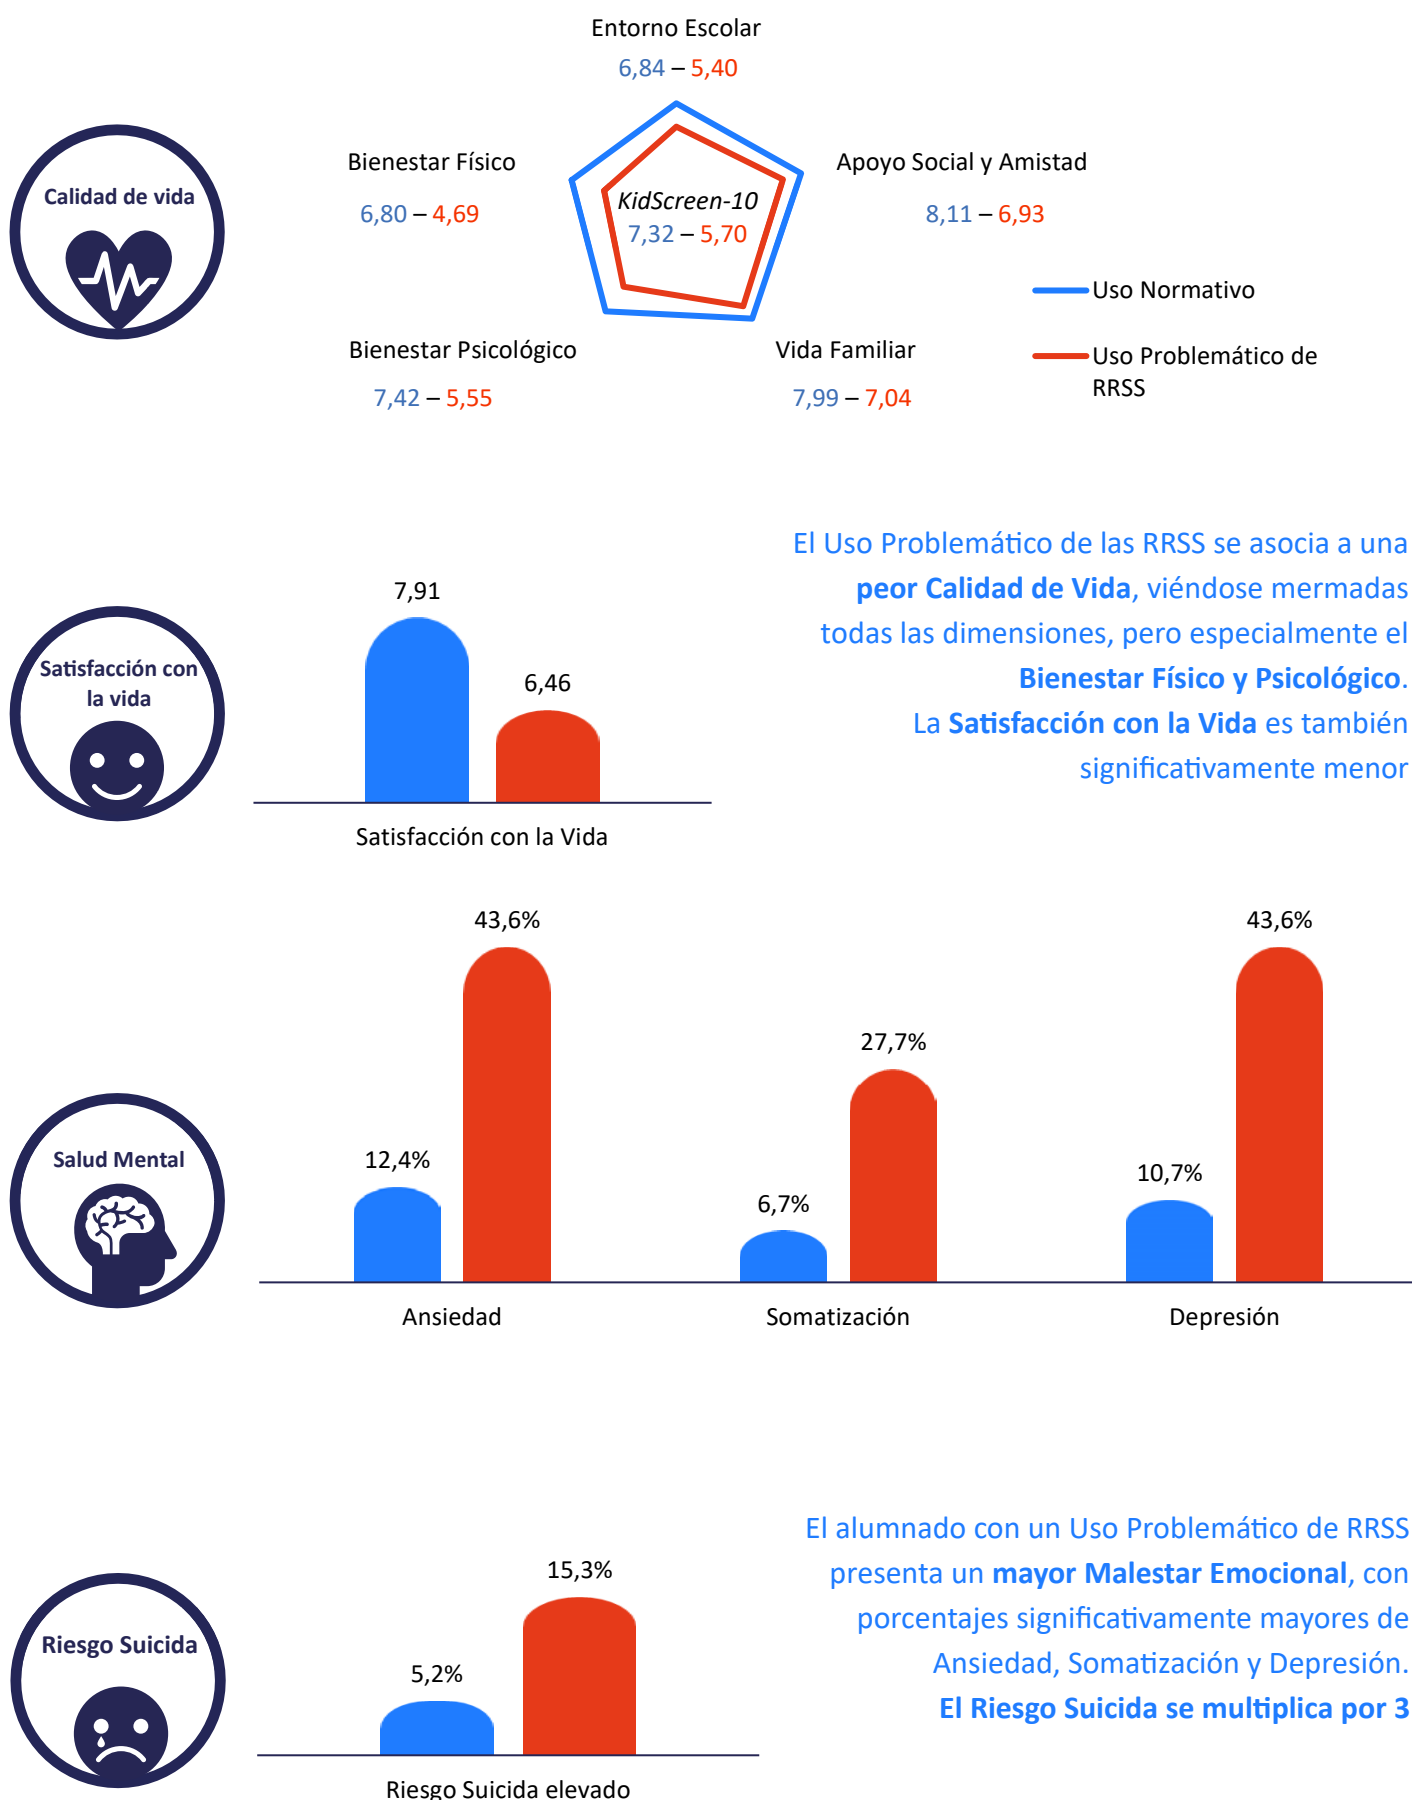 Entorno Escolar
6,84 – 5,40
Calidad de vida
Bienestar Físico
6,80 – 4,69
KidScreen-10
7,32 – 5,70
Apoyo Social y Amistad
8,11 – 6,93
Bienestar Psicológico
7,42 – 5,55
Vida Familiar
7,99 – 7,04
Uso Normativo
Uso Problemático de
RRSS
Satisfacción con
la vida
7,91
6,46
Satisfacción con la Vida
El Uso Problemático de las RRSS se asocia a una
peor Calidad de Vida, viéndose mermadas
todas las dimensiones, pero especialmente el
Bienestar Físico y Psicológico.
La Satisfacción con la Vida es también
significativamente menor
Salud Mental
12,4%
43,6%
6,7%
27,7%
10,7%
43,6%
Ansiedad
Somatización
Depresión
Riesgo Suicida
5,2%
15,3%
Riesgo Suicida elevado
El alumnado con un Uso Problemático de RRSS
presenta un mayor Malestar Emocional, con
porcentajes significativamente mayores de
Ansiedad, Somatización y Depresión.
El Riesgo Suicida se multiplica por 3